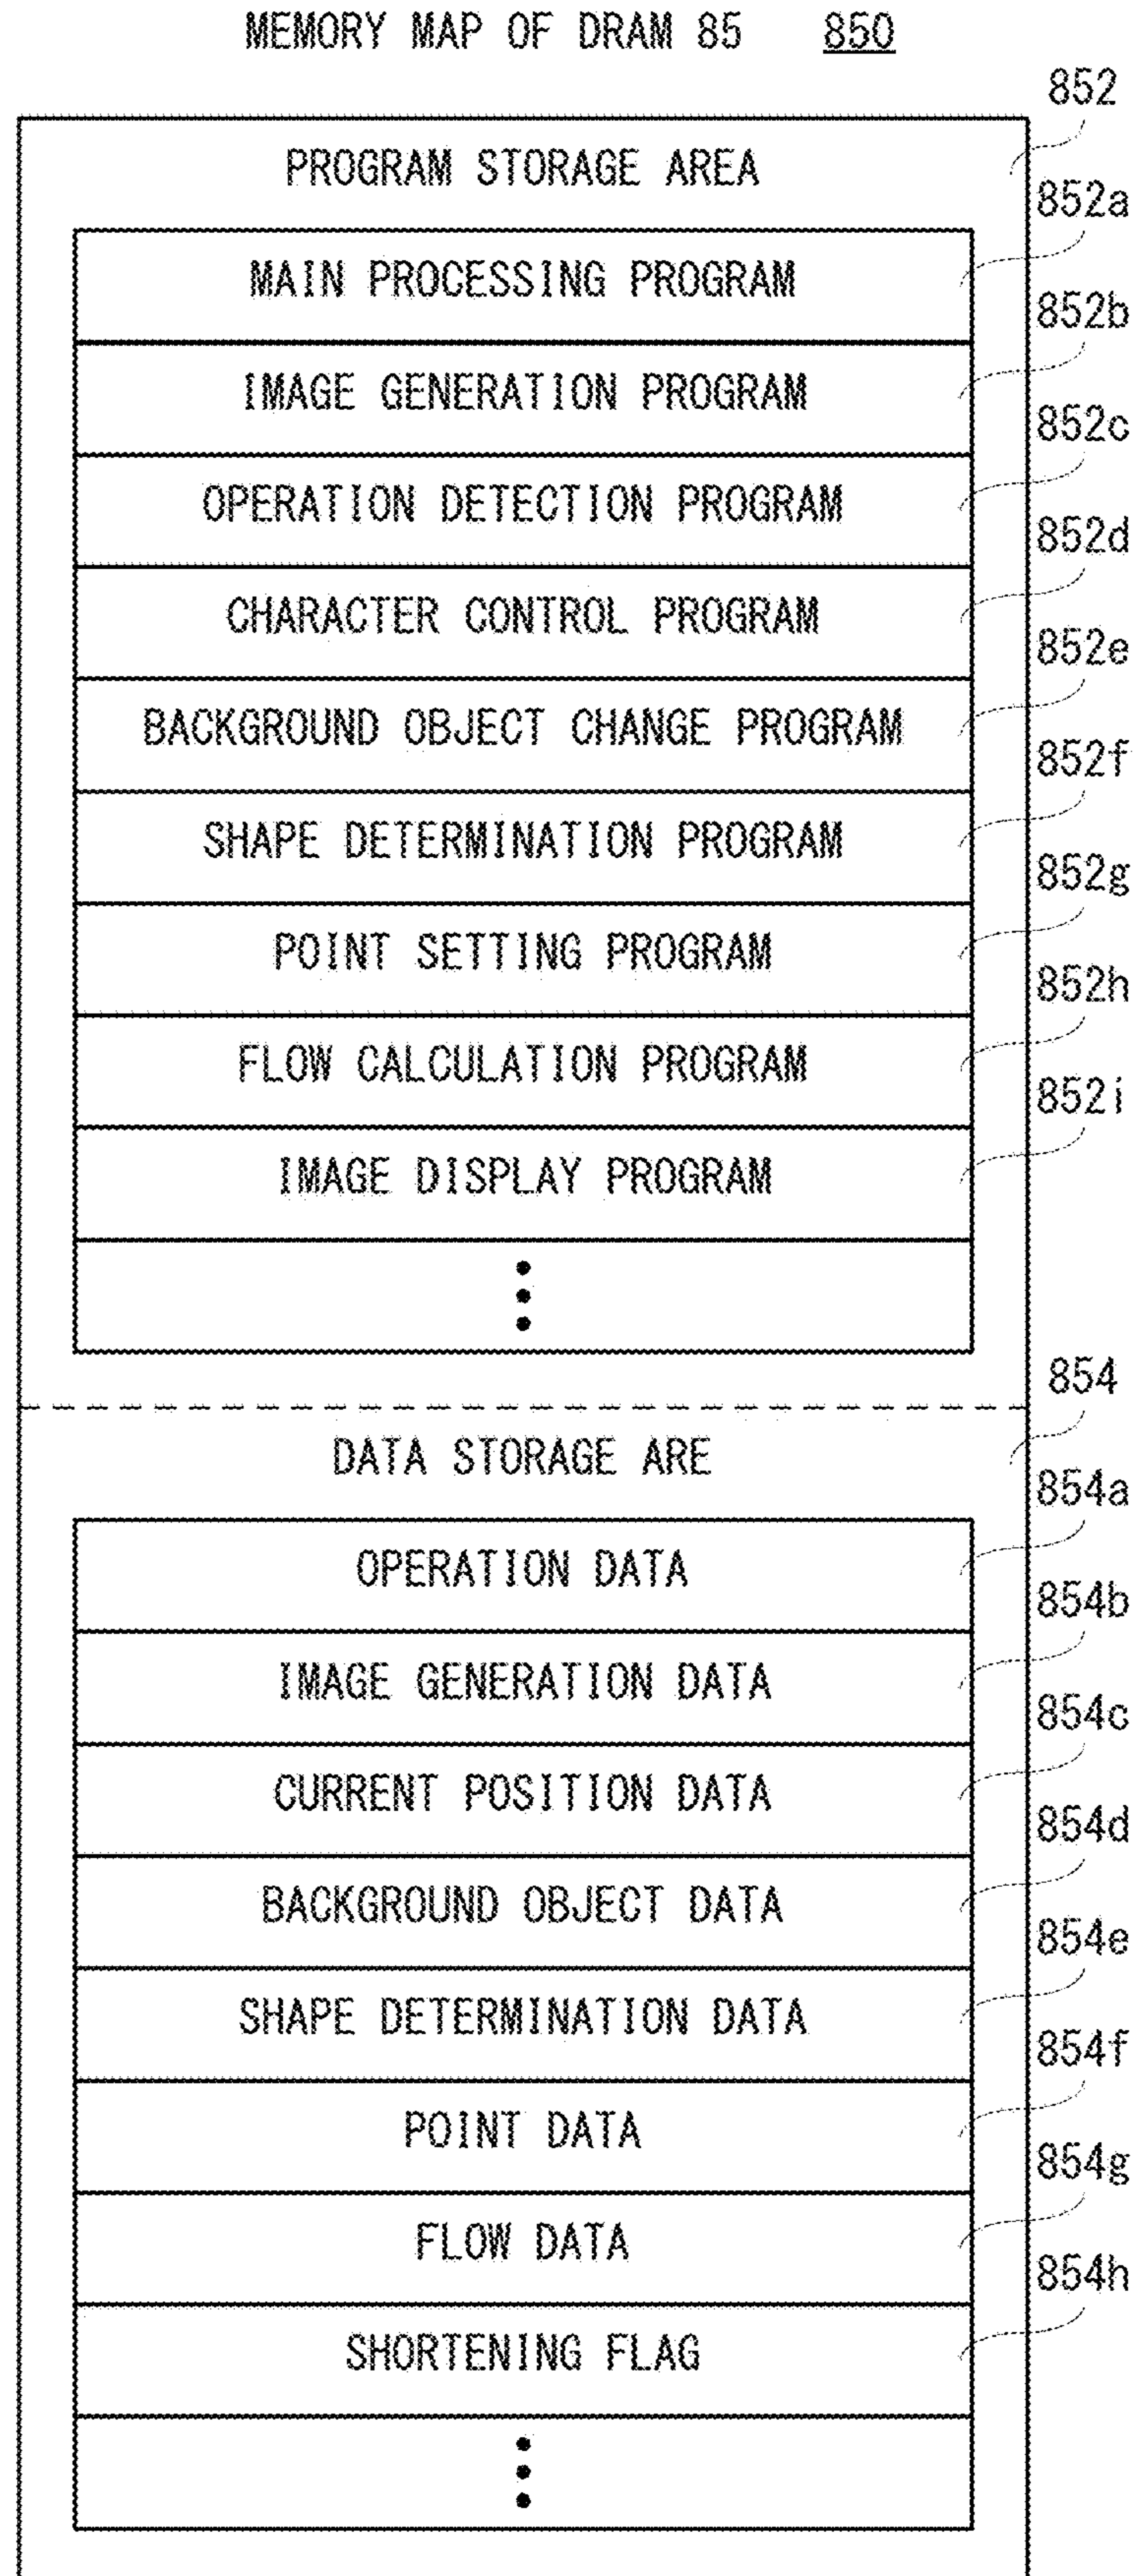 MEMORY MAP OF DRAM 85 850
852
PROGRAM STORAGE AREA
852a
MAIN PROCESSING PROGRAM
852b
IMAGE GENERATION PROGRAM
852c
OPERATION DETECTION PROGRAM
852d
CHARACTER CONTROL PROGRAM
852e
BACKGROUND OBJECT CHANGE PROGRAM
852f
SHAPE DETERMINATION PROGRAM
852g
POINT SETTING PROGRAM
852h
FLOW CALCULATION PROGRAM
852i
IMAGE DISPLAY PROGRAM
854
DATA STORAGE ARE
854a
OPERATION DATA
854b
IMAGE GENERATION DATA
854c
CURRENT POSITION DATA
854d
BACKGROUND OBJECT DATA
854e
SHAPE DETERMINATION DATA
854f
POINT DATA
854g
FLOW DATA
854h
SHORTENING FLAG